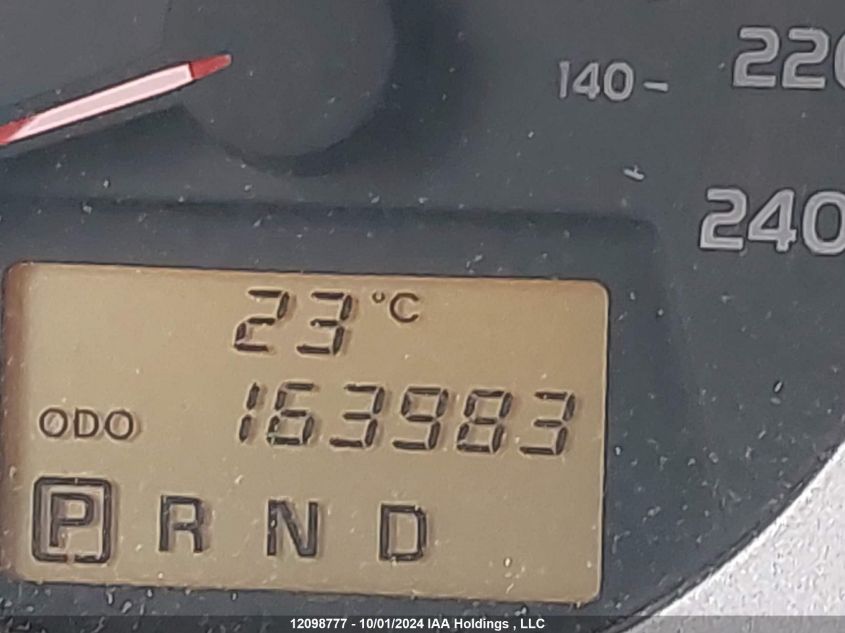 140 220
240
23 °C
ODO 163983
P R N D
12098777 - 10/01/2024 IAA Holdings , LLC